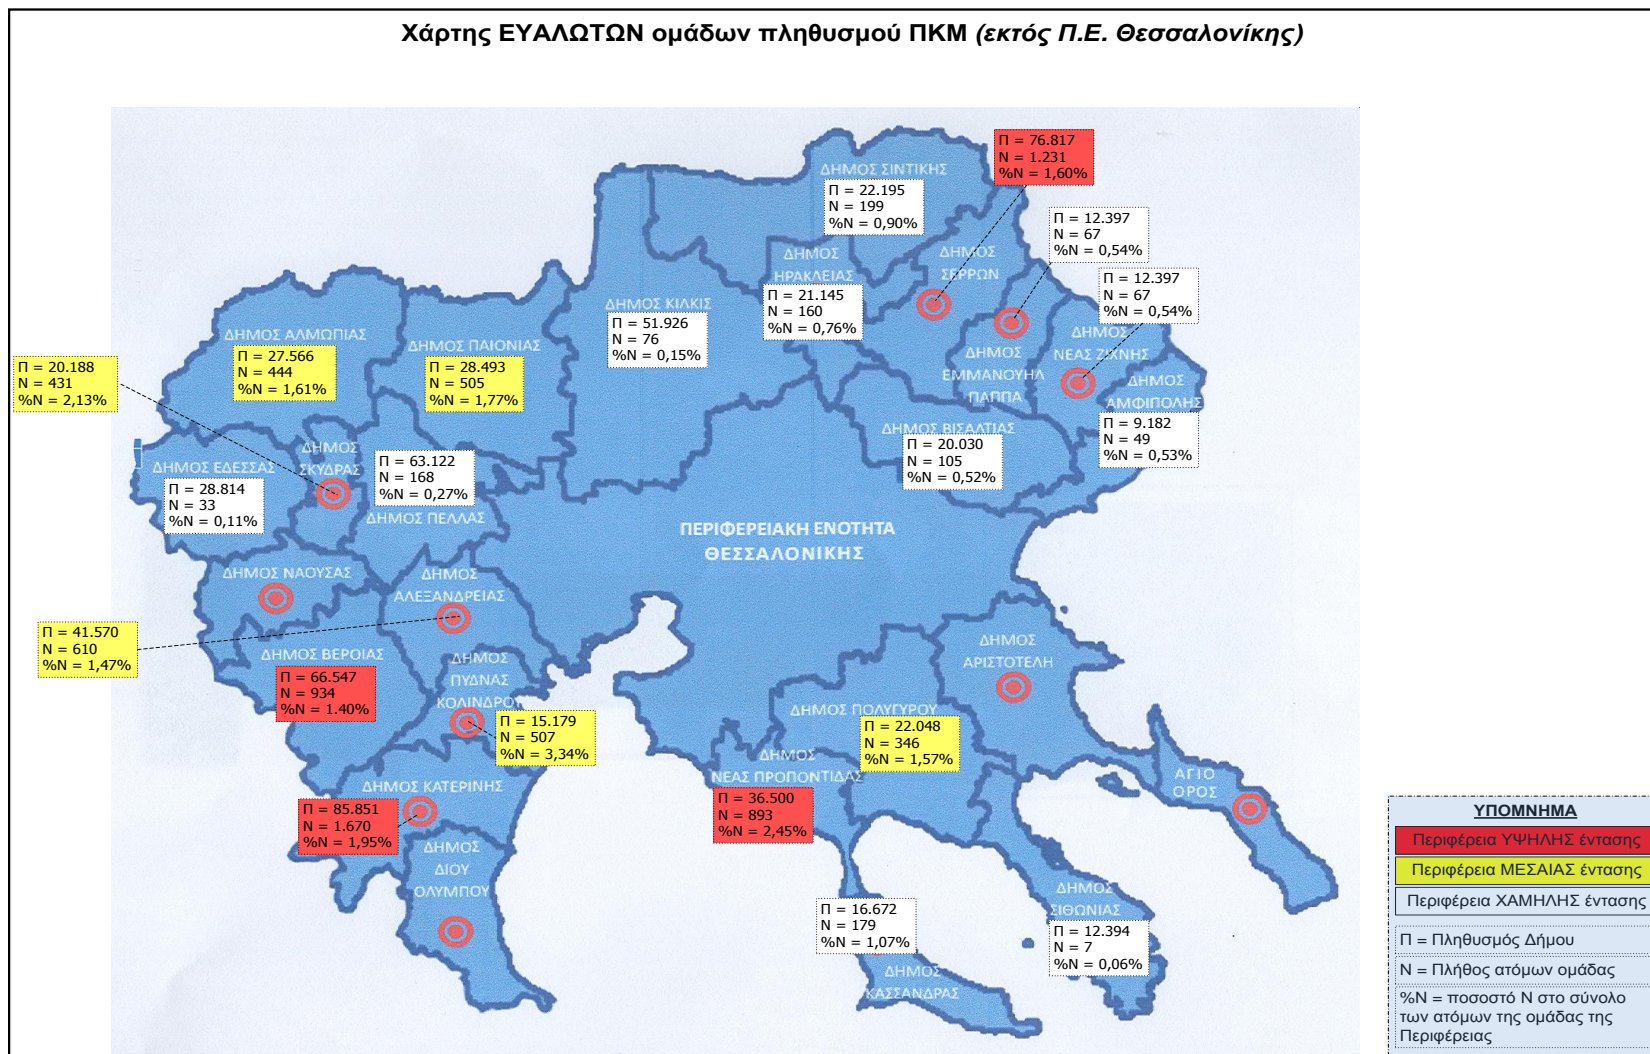 Χάρτης ΕΥΑΛΩΤΩΝ ομάδων πληθυσμού ΠΚΜ (εκτός Π.Ε. Θεσσαλονίκης)
Π = 76.817
Ν = 1.231
%Ν = 1,60%
ΔΗΜΟΣ ΣΙΝΤΙΚΗΣ
Π = 22.195
Ν = 199
%Ν = 0,90%
Π = 12.397
Ν = 67
%Ν = 0,54%
ΔΗΜΟΣ
ΣΕΡΡΩΝ
ΔΗΜΟΣ
ΗΡΑΚΛΕΙΑΣ
Π = 21.145
Ν = 160
%Ν = 0,76%
Π = 12.397
Ν = 67
%Ν = 0,54%
ΔΗΜΟΣ ΚΙΛΚΙΣ
Π = 51.926
Ν = 76
%Ν = 0,15%
ΔΗΜΟΣ ΑΛΜΩΠΙΑΣ
Π = 27.566
Ν = 444
%Ν = 1,61%
ΔΗΜΟΣ ΠΑΙΟΝΙΑΣ
Π = 28.493
Ν = 505
%Ν = 1,77%
Π = 20.188
Ν = 431
%Ν = 2,13%
ΔΗΜΟΣ
ΝΕΑΣ ΖΙΧΝΗΣ
ΔΗΜΟΣ
ΕΜΜΑΝΟΥΗΛ
ΠΑΠΠΑ
ΔΗΜΟΣ
ΑΜΦΙΠΟΛΗΣ
Π = 9.182
Ν = 49
%Ν = 0,53%
ΔΗΜΟΣ ΒΙΣΑΛΤΙΑΣ
Π = 20.030
Ν = 105
%Ν = 0,52%
ΔΗΜΟΣ
ΣΚΥΔΡΑΣ
ΔΗΜΟΣ ΕΔΕΣΣΑΣ
Π = 28.814
Ν = 33
%Ν = 0,11%
Π = 63.122
Ν = 168
%Ν = 0,27%
ΔΗΜΟΣ ΠΕΛΛΑΣ
ΠΕΡΙΦΕΡΕΙΑΚΗ ΕΝΟΤΗΤΑ
ΘΕΣΣΑΛΟΝΙΚΗΣ
ΔΗΜΟΣ ΝΑΟΥΣΑΣ
ΔΗΜΟΣ
ΑΛΕΞΑΝΔΡΕΙΑΣ
Π = 41.570
Ν = 610
%Ν = 1,47%
ΔΗΜΟΣ ΒΕΡΟΙΑΣ
Π = 66.547
Ν = 934
%Ν = 1.40%
ΔΗΜΟΣ
ΠΥΔΝΑΣ
ΚΟΛΙΝΔΡΟΥ
Π = 15.179
Ν = 507
%Ν = 3,34%
ΔΗΜΟΣ
ΑΡΙΣΤΟΤΕΛΗ
ΔΗΜΟΣ ΠΟΛΥΓΥΡΟΥ
Π = 22.048
Ν = 346
%Ν = 1,57%
ΔΗΜΟΣ
ΝΕΑΣ ΠΡΟΠΟΝΤΙΔΑΣ
Π = 36.500
Ν = 893
%Ν = 2,45%
ΔΗΜΟΣ ΚΑΤΕΡΙΝΗΣ
Π = 85.851
Ν = 1.670
%Ν = 1,95%
ΔΗΜΟΣ
ΔΙΟΥ
ΟΛΥΜΠΟΥ
ΑΓΙΟ
ΟΡΟΣ
ΔΗΜΟΣ
ΣΙΘΩΝΙΑΣ
Π = 12.394
Ν = 7
%Ν = 0,06%
Π = 16.672
Ν = 179
%Ν = 1,07%
ΔΗΜΟΣ
ΚΑΣΣΑΝΔΡΑΣ
ΥΠΟΜΝΗΜΑ
Περιφέρεια ΥΨΗΛΗΣ έντασης
Περιφέρεια ΜΕΣΑΙΑΣ έντασης
Περιφέρεια ΧΑΜΗΛΗΣ έντασης
Π = Πληθυσμός Δήμου
Ν = Πλήθος ατόμων ομάδας
%Ν = ποσοστό Ν στο σύνολο
των ατόμων της ομάδας της
Περιφέρειας